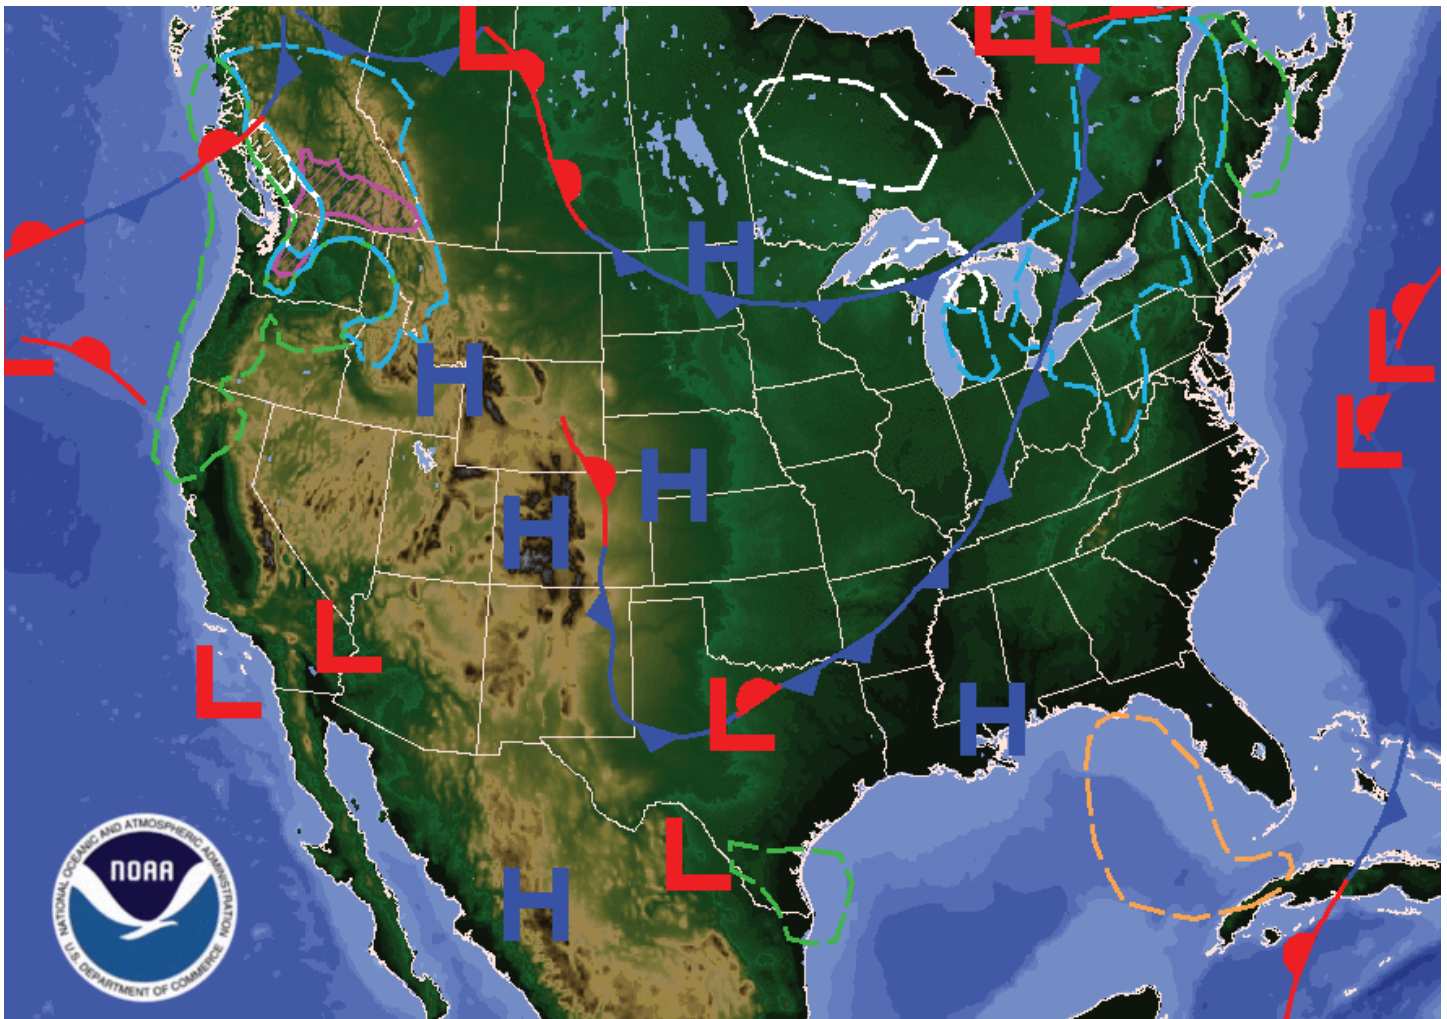 L
L
L
H
L
L
H
L
H
H
L
L
H
L
L
H
NATIONAL OCEANIC AND ATMOSPHERIC ADMINISTRATION
NOAA
U.S. DEPARTMENT OF COMMERCE